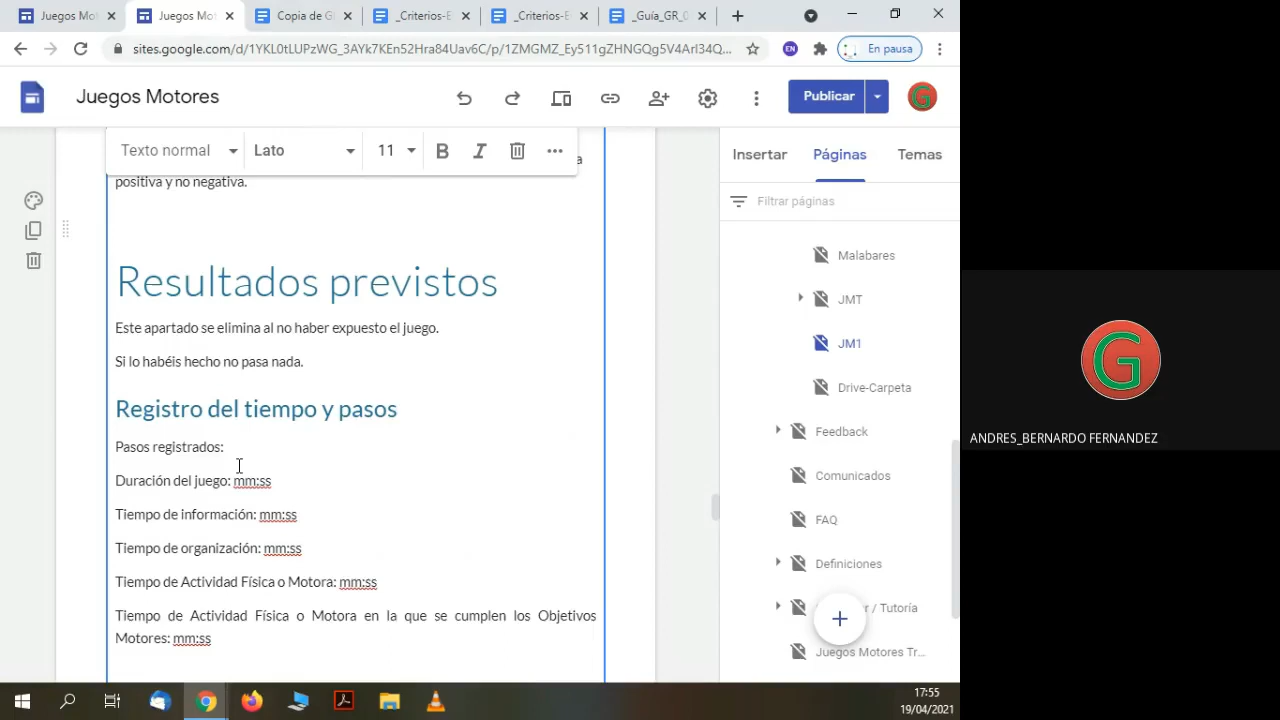 Juegos Mo
Juegos Mo
Copia de G
_Criterios-E
_Criterios-E
_Guía_GR_0
sites.google.com/d/1YKL0tLUPzWG_3AYk7KEn52Hra84Uav6C/p/1ZMGMZ_Ey511gZHNGQg5V4ArI34Q...
EN
En pausa
Juegos Motores
Publicar
G
Texto normal
Lato
11
B
I
a
positiva y no negativa.
Insertar
Páginas
Temas
Filtrar páginas
Resultados previstos
Este apartado se elimina al no haber expuesto el juego.
Si lo habéis hecho no pasa nada.
Registro del tiempo y pasos
Pasos registrados:
Duración del juego: mm:ss
Tiempo de información: mm:ss
Tiempo de organización: mm:ss
Tiempo de Actividad Física o Motora: mm:ss
Tiempo de Actividad Física o Motora en la que se cumplen los Objetivos
Motores: mm:ss
Malabares
JMT
JM1
Drive-Carpeta
Feedback
Comunicados
FAQ
Definiciones
r / Tutoría
Juegos Motores Tr...
G
ANDRES_BERNARDO FERNANDEZ
17:55
19/04/2021